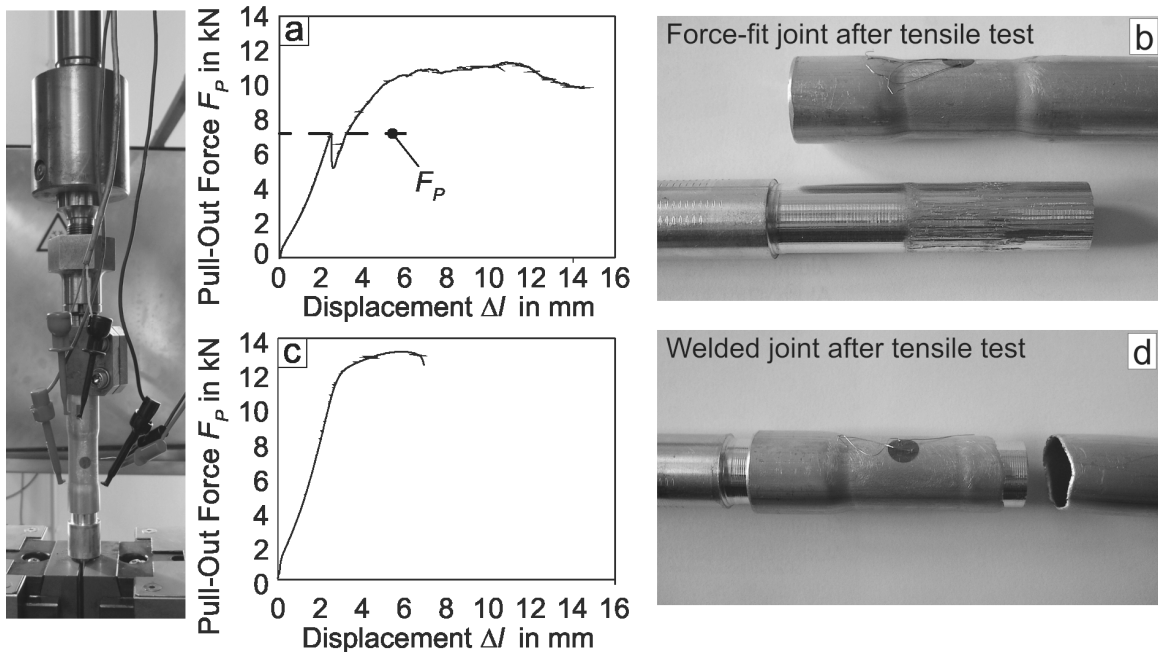 a
Pull-Out Force F_P in kN
14
12
10
8
6
4
2
0
F_P
0 2 4 6 8 10 12 14 16
Displacement Δl in mm
Force-fit joint after tensile test
b
c
Pull-Out Force F_P in kN
14
12
10
8
6
4
2
0
0 2 4 6 8 10 12 14 16
Displacement Δl in mm
Welded joint after tensile test
d